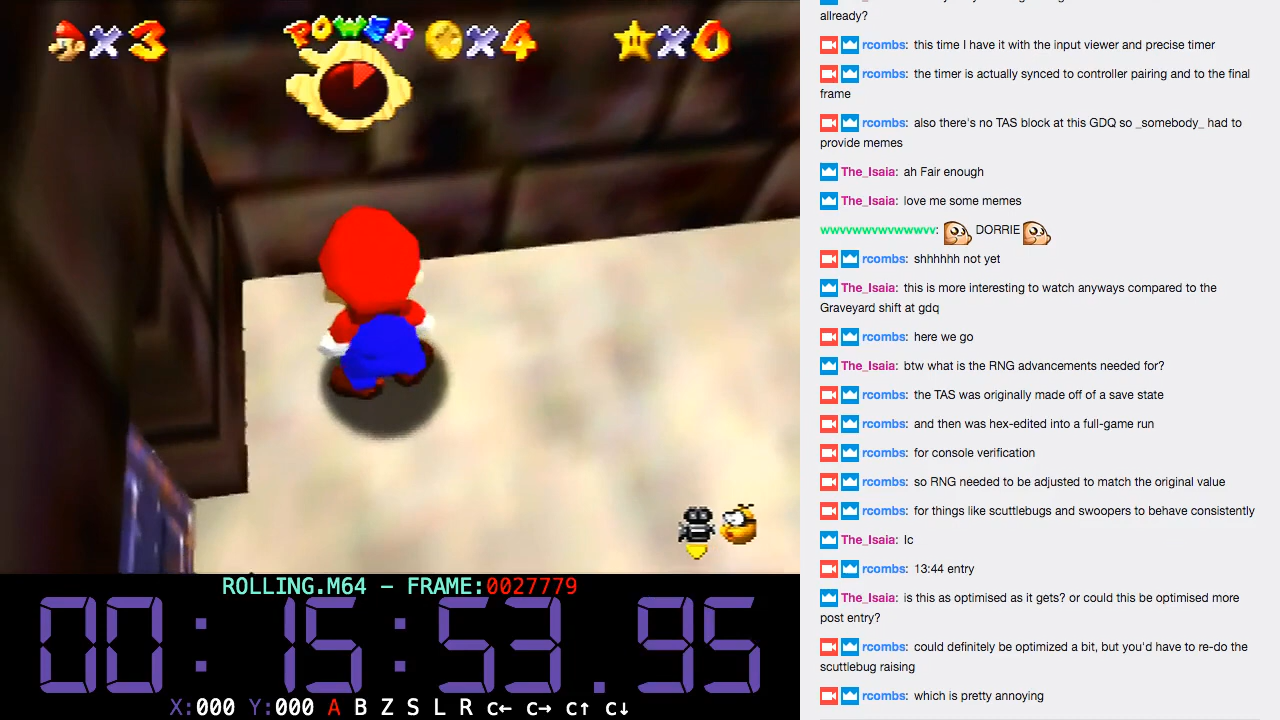 ×3 POWER ×4 ×0
ROLLING.M64 – FRAME:0027779
00:15:53.95
X:000 Y:000 A B Z S L R C← C→ C↑ C↓
allready?
rcombs: this time I have it with the input viewer and precise timer
rcombs: the timer is actually synced to controller pairing and to the final
frame
rcombs: also there's no TAS block at this GDQ so _somebody_ had to
provide memes
The_Isaia: ah Fair enough
The_Isaia: love me some memes
wwvwwvwvwwwvv: DORRIE
rcombs: shhhhhh not yet
The_Isaia: this is more interesting to watch anyways compared to the
Graveyard shift at gdq
rcombs: here we go
The_Isaia: btw what is the RNG advancements needed for?
rcombs: the TAS was originally made off of a save state
rcombs: and then was hex-edited into a full-game run
rcombs: for console verification
rcombs: so RNG needed to be adjusted to match the original value
rcombs: for things like scuttlebugs and swoopers to behave consistently
The_Isaia: Ic
rcombs: 13:44 entry
The_Isaia: is this as optimised as it gets? or could this be optimised more
post entry?
rcombs: could definitely be optimized a bit, but you'd have to re-do the
scuttlebug raising
rcombs: which is pretty annoying